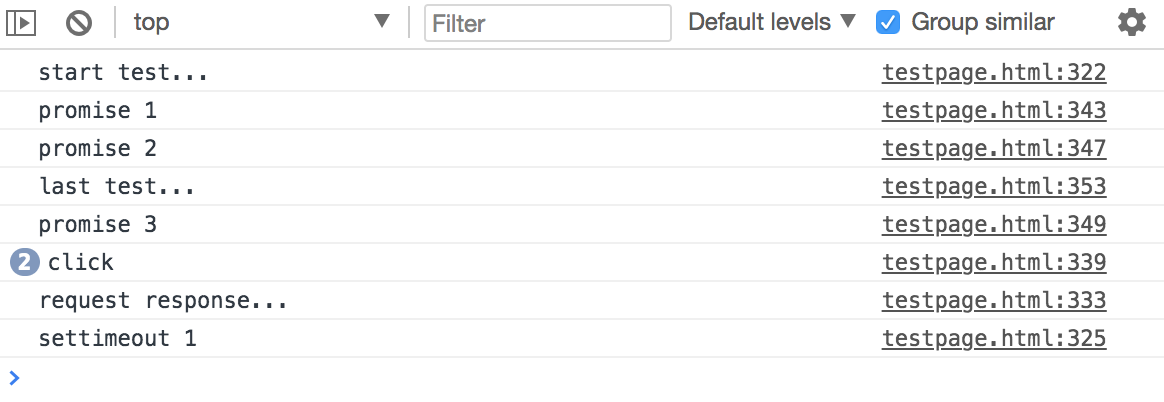 top Filter Default levels Group similar
start test... testpage.html:322
promise 1 testpage.html:343
promise 2 testpage.html:347
last test... testpage.html:353
promise 3 testpage.html:349
2 click testpage.html:339
request response... testpage.html:333
settimeout 1 testpage.html:325